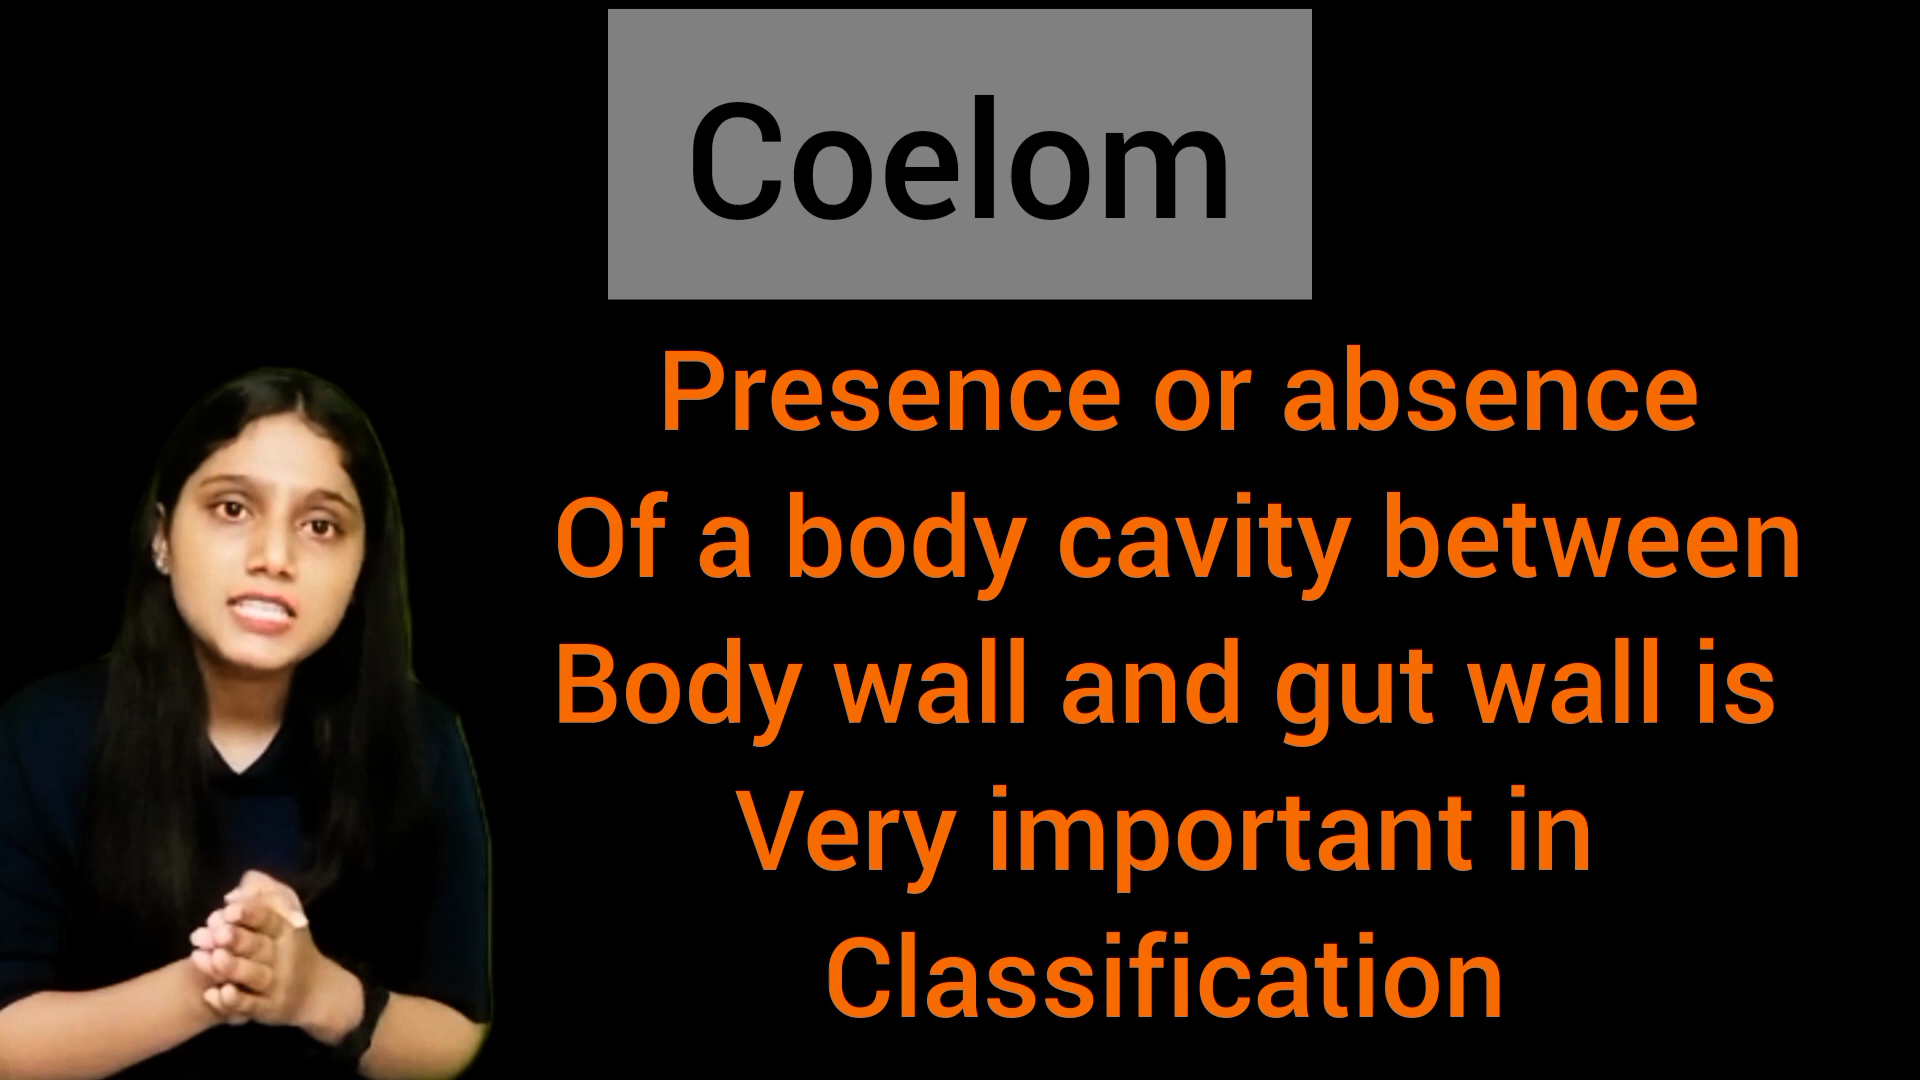 Coelom
Presence or absence
Of a body cavity between
Body wall and gut wall is
Very important in
Classification